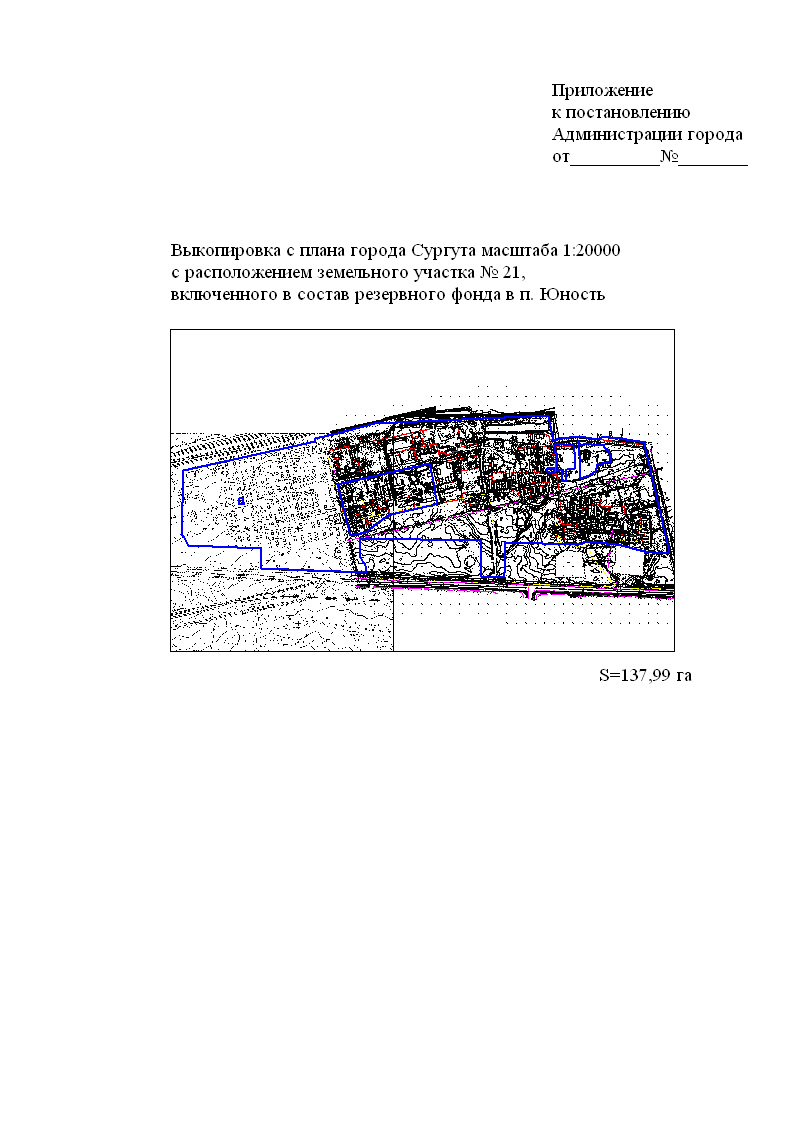 Приложение
к постановлению
Администрации города
от__________№________
Выкопировка с плана города Сургута масштаба 1:20000
с расположением земельного участка № 21,
включенного в состав резервного фонда в п. Юность
S=137,99 га